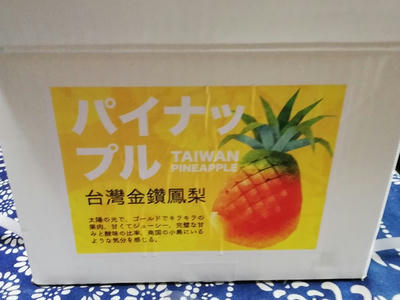 パイナッ
プル
TAIWAN
PINEAPPLE
台灣金鑽鳳梨
太陽の光で、ゴールドでキラキラの
果肉、甘くてジューシー、完璧な甘
みと酸味の比率、南国の小島にいる
ような気分を感じる。